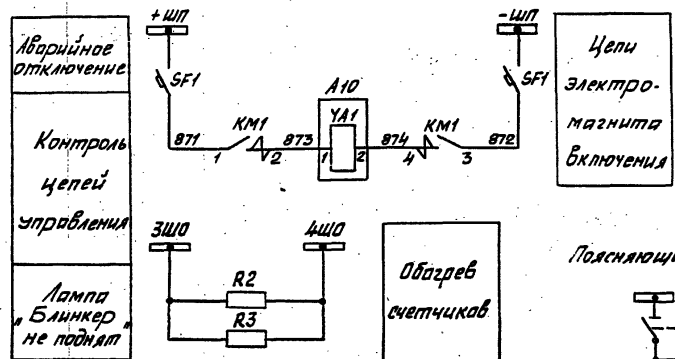 Аварийное
отключение
Контроль
цепей
управления
Лампа
„Блинкер
не поднят"
+ШП
-ШП
SF1
SF1
A10
YA1
871
1
KM1
2
873
1
2
874
4
KM1
3
872
Цепи
электро-
магнита
включения
3ШО
4ШО
R2
R3
Обогрев
счетчиков
Поясняющ